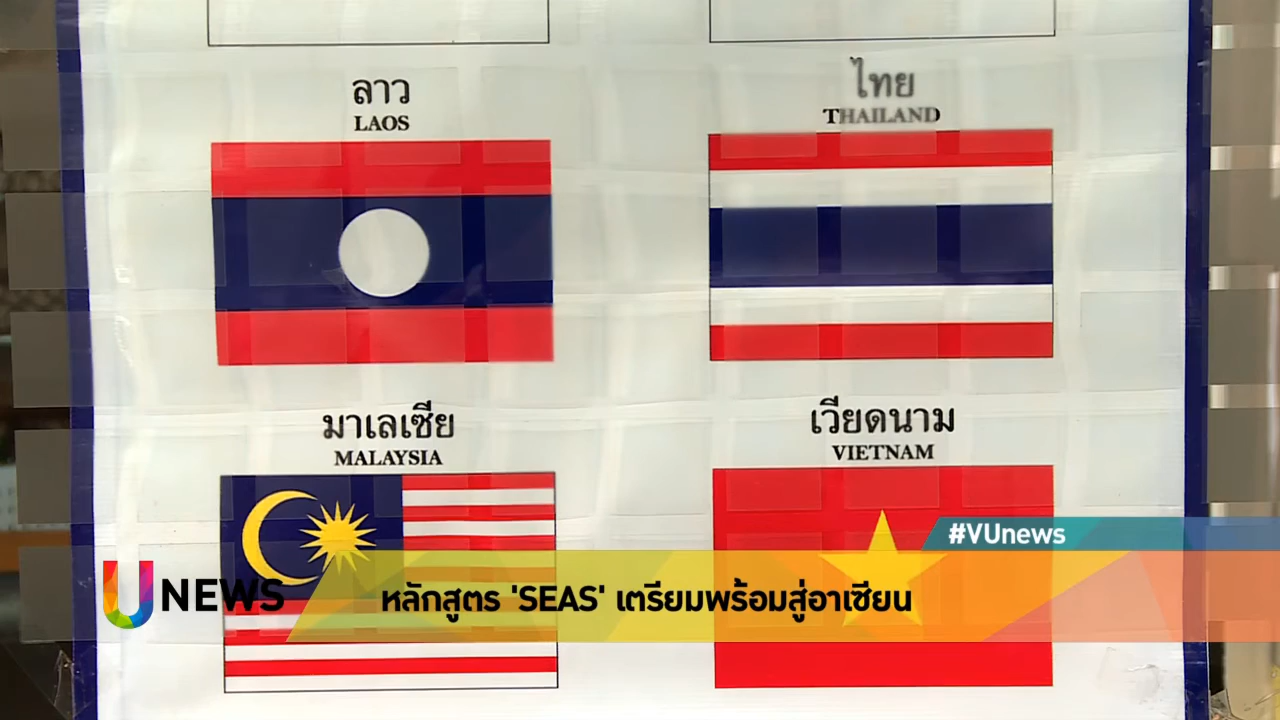 ลาว
LAOS
ไทย
THAILAND
มาเลเซีย
MALAYSIA
เวียดนาม
VIETNAM
#VUnews
U NEWS
หลักสูตร 'SEAS' เตรียมพร้อมสู่อาเซียน